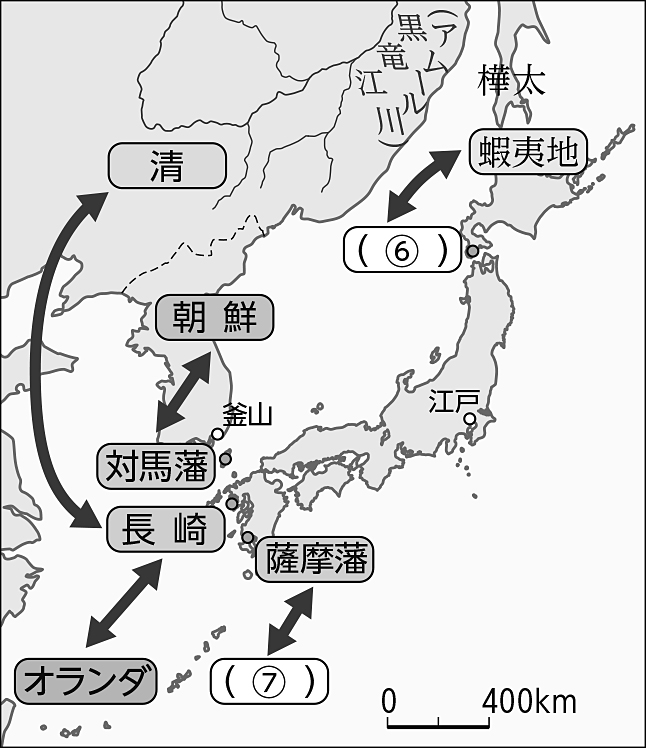 黒竜江
（アムール川）
樺太
清
蝦夷地
（ ⑥ ）
朝鮮
江戸
釜山
対馬藩
長崎
薩摩藩
オランダ
（ ⑦ ）
0 400km